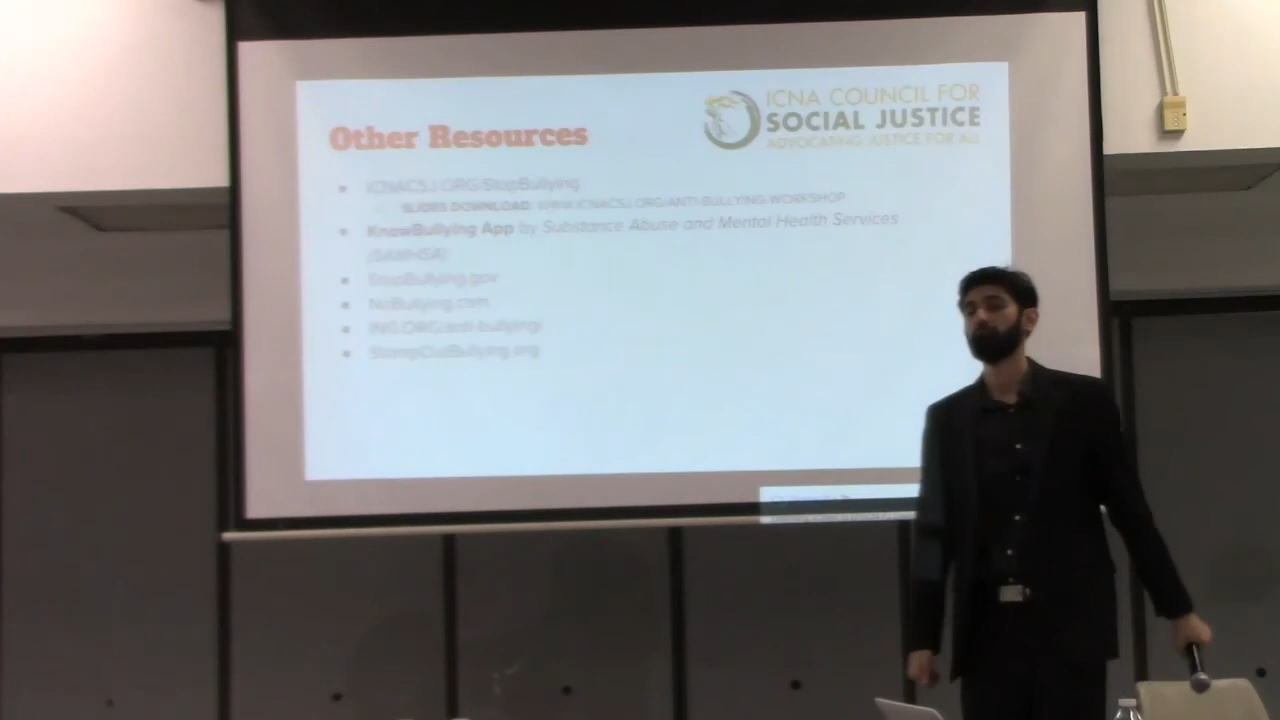 ICNA COUNCIL FOR
SOCIAL JUSTICE
ADVOCATING JUSTICE FOR ALL
Other Resources
ICNACSJ.ORG/StopBullying
SLIDES DOWNLOAD: WWW.ICNACSJ.ORG/ANTI-BULLYING-WORKSHOP
KnowBullying App by Substance Abuse and Mental Health Services
(SAMHSA)
StopBullying.gov
NoBullying.com
ING.ORG/anti-bullying/
StompOutBullying.org